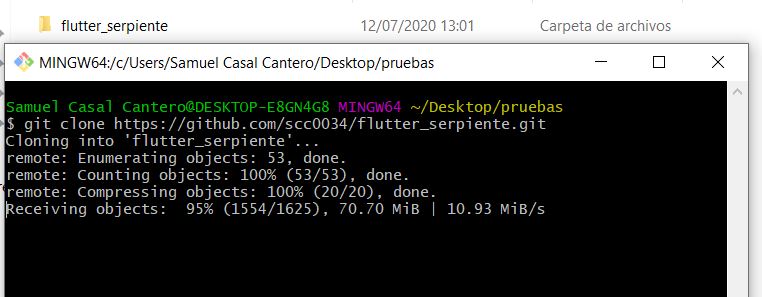 flutter_serpiente 12/07/2020 13:01 Carpeta de archivos
MINGW64:/c/Users/Samuel Casal Cantero/Desktop/pruebas
Samuel Casal Cantero@DESKTOP-E8GN4G8 MINGW64 ~/Desktop/pruebas
$ git clone https://github.com/scc0034/flutter_serpiente.git
Cloning into 'flutter_serpiente'...
remote: Enumerating objects: 53, done.
remote: Counting objects: 100% (53/53), done.
remote: Compressing objects: 100% (20/20), done.
Receiving objects:  95% (1554/1625), 70.70 MiB | 10.93 MiB/s